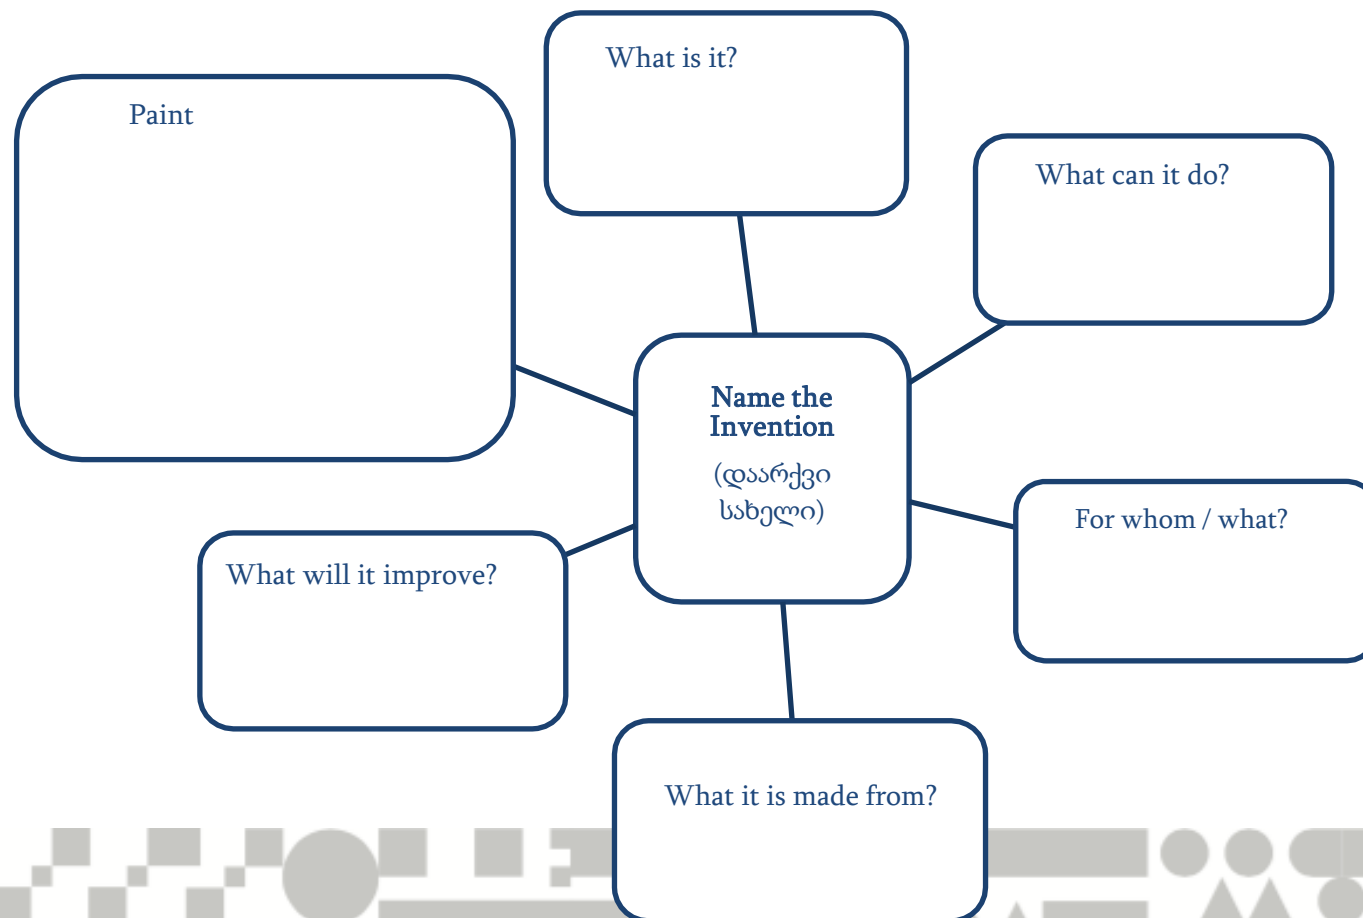 What is it?
Paint
What can it do?
Name the
Invention
(დაარქვი
სახელი)
For whom / what?
What will it improve?
What it is made from?